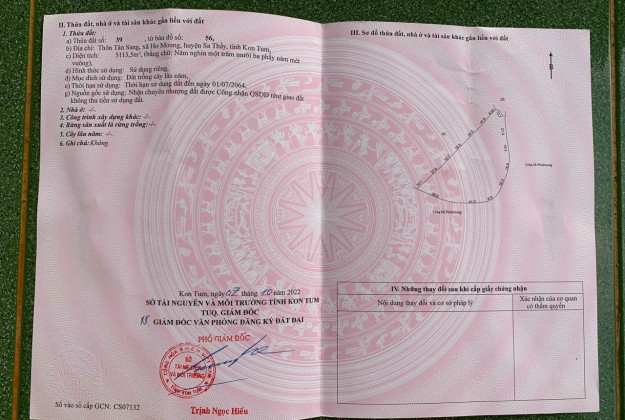 II. Thửa đất, nhà ở và tài sản khác gắn liền với đất
1. Thửa đất:
a) Thửa đất số: 39 , tờ bản đồ số: 56,
b) Địa chỉ: Thôn Tân Sang, xã Hơ Moong, huyện Sa Thầy, tỉnh Kon Tum,
c) Diện tích: 5113,5m², (bằng chữ: Năm nghìn một trăm mười ba phẩy năm mét
vuông),
d) Hình thức sử dụng: Sử dụng riêng,
đ) Mục đích sử dụng: Đất trồng cây lâu năm,
e) Thời hạn sử dụng: Thời hạn sử dụng đất đến ngày 01/07/2064,
g) Nguồn gốc sử dụng: Nhận chuyển nhượng đất được Công nhận QSDĐ như giao đất
không thu tiền sử dụng đất.
2. Nhà ở: -/-
3. Công trình xây dựng khác: -/-
4. Rừng sản xuất là rừng trồng: -/-
5. Cây lâu năm: -/-
6. Ghi chú: Không.
Kon Tum, ngày 07 tháng 10 năm 2022
SỞ TÀI NGUYÊN VÀ MÔI TRƯỜNG TỈNH KON TUM
TUQ. GIÁM ĐỐC
GIÁM ĐỐC VĂN PHÒNG ĐĂNG KÝ ĐẤT ĐAI
PHÓ GIÁM ĐỐC
SỞ
TÀI NGUYÊN
VÀ MÔI TRƯỜNG
Trịnh Ngọc Hiếu
Số vào sổ cấp GCN: CS07132
III. Sơ đồ thửa đất, nhà ở và tài sản khác gắn liền với đất
B
IV. Những thay đổi sau khi cấp giấy chứng nhận
Nội dung thay đổi và cơ sở pháp lý
Xác nhận của cơ quan
có thẩm quyền